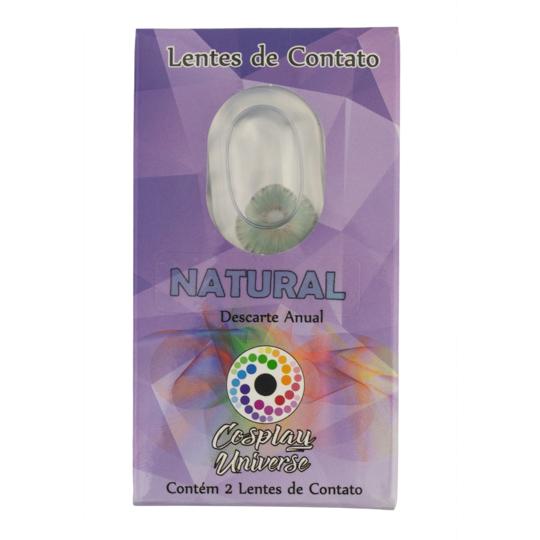 Lentes de Contato
NATURAL
Descarte Anual
Cosplay
Universe
Contém 2 Lentes de Contato